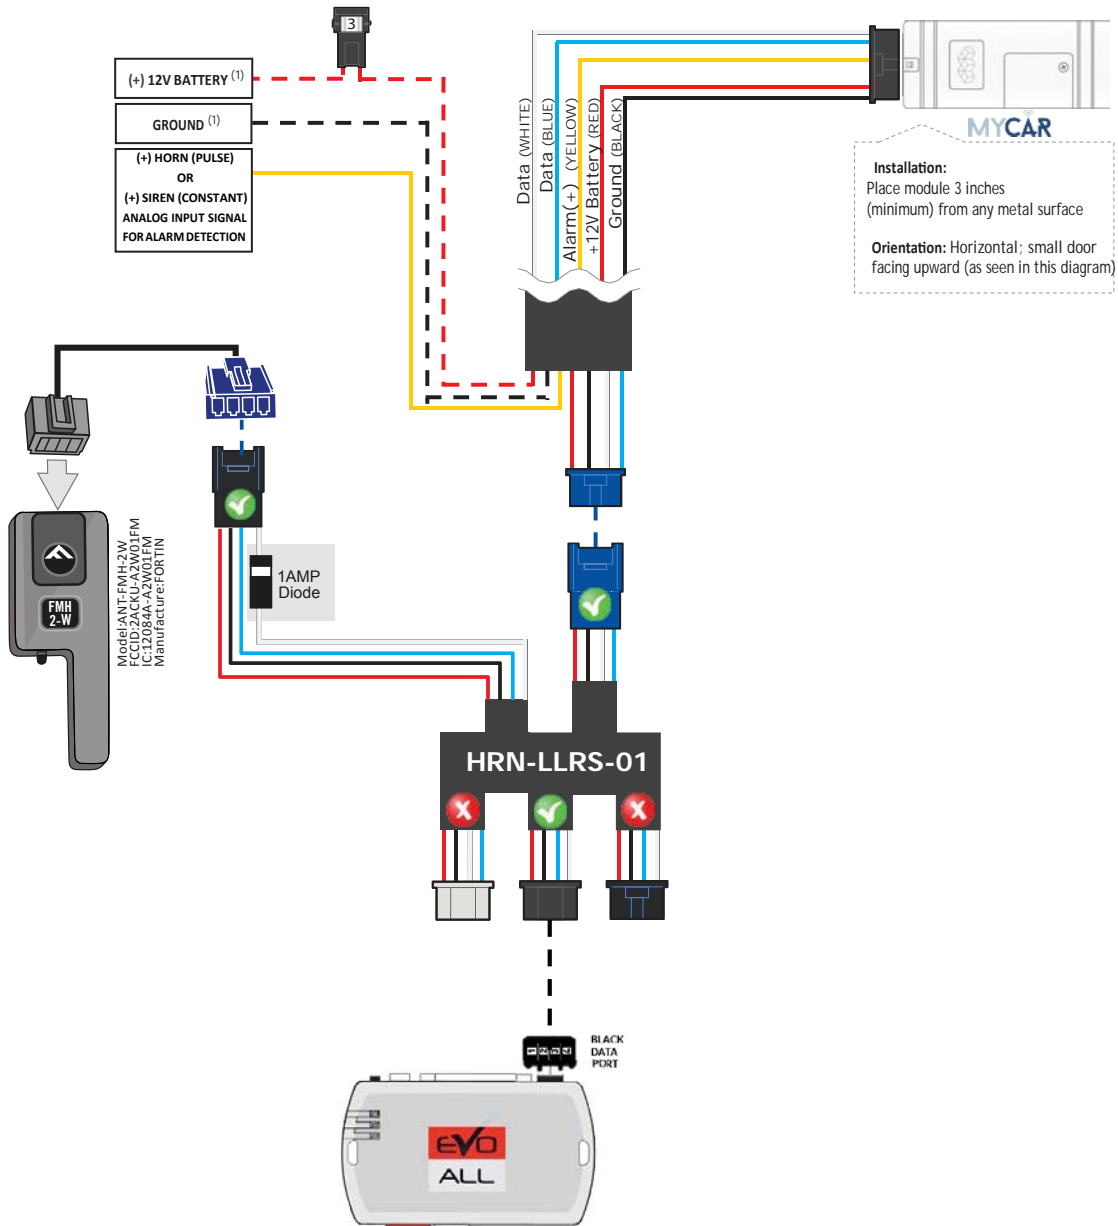 3
(+) 12V BATTERY (1)
GROUND (1)
(+) HORN (PULSE)
OR
(+) SIREN (CONSTANT)
ANALOG INPUT SIGNAL
FOR ALARM DETECTION
Data (WHITE)
Data (BLUE)
Alarm(+) (YELLOW)
+12V Battery (RED)
Ground (BLACK)
MYCAR
Installation:
Place module 3 inches
(minimum) from any metal surface
Orientation: Horizontal; small door
facing upward (as seen in this diagram)
FMH
2-W
Model:ANT-FMH-2W
FCCID:2ACKU-A2W01FM
IC:12084A-A2W01FM
Manufacture:FORTIN
1AMP
Diode
HRN-LLRS-01
BLACK
DATA
PORT
EVO
ALL